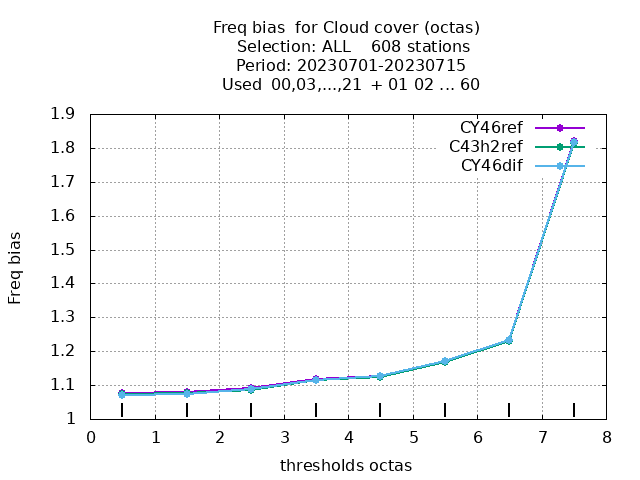 Freq bias  for Cloud cover (octas)
Selection: ALL    608 stations
Period: 20230701-20230715
Used  00,03,...,21  + 01 02 ... 60
1.9
1.8
1.7
1.6
1.5
1.4
1.3
1.2
1.1
1
Freq bias
CY46ref
C43h2ref
CY46dif
0 1 2 3 4 5 6 7 8
thresholds octas